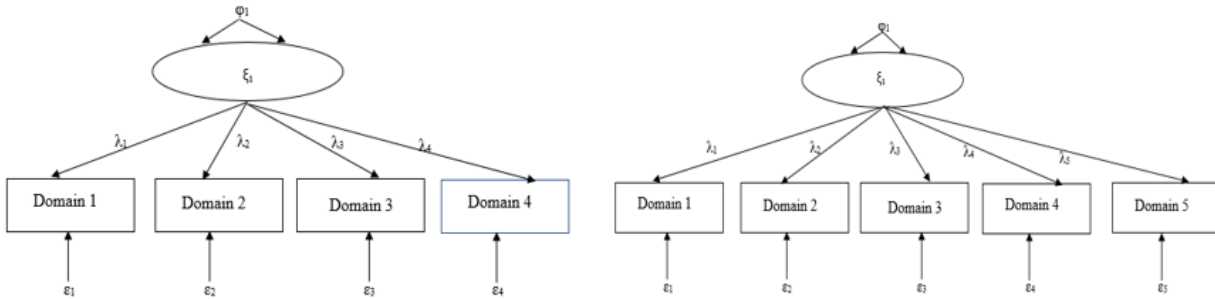 φ₁
ξ₁
λ₁ λ₂ λ₃ λ₄
Domain 1 Domain 2 Domain 3 Domain 4
ε₁ ε₂ ε₃ ε₄
φ₁
ξ₁
λ₁ λ₂ λ₃ λ₄ λ₅
Domain 1 Domain 2 Domain 3 Domain 4 Domain 5
ε₁ ε₂ ε₃ ε₄ ε₅